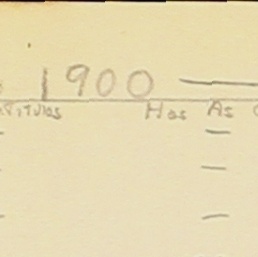 1900 —
Has As
—
—
—